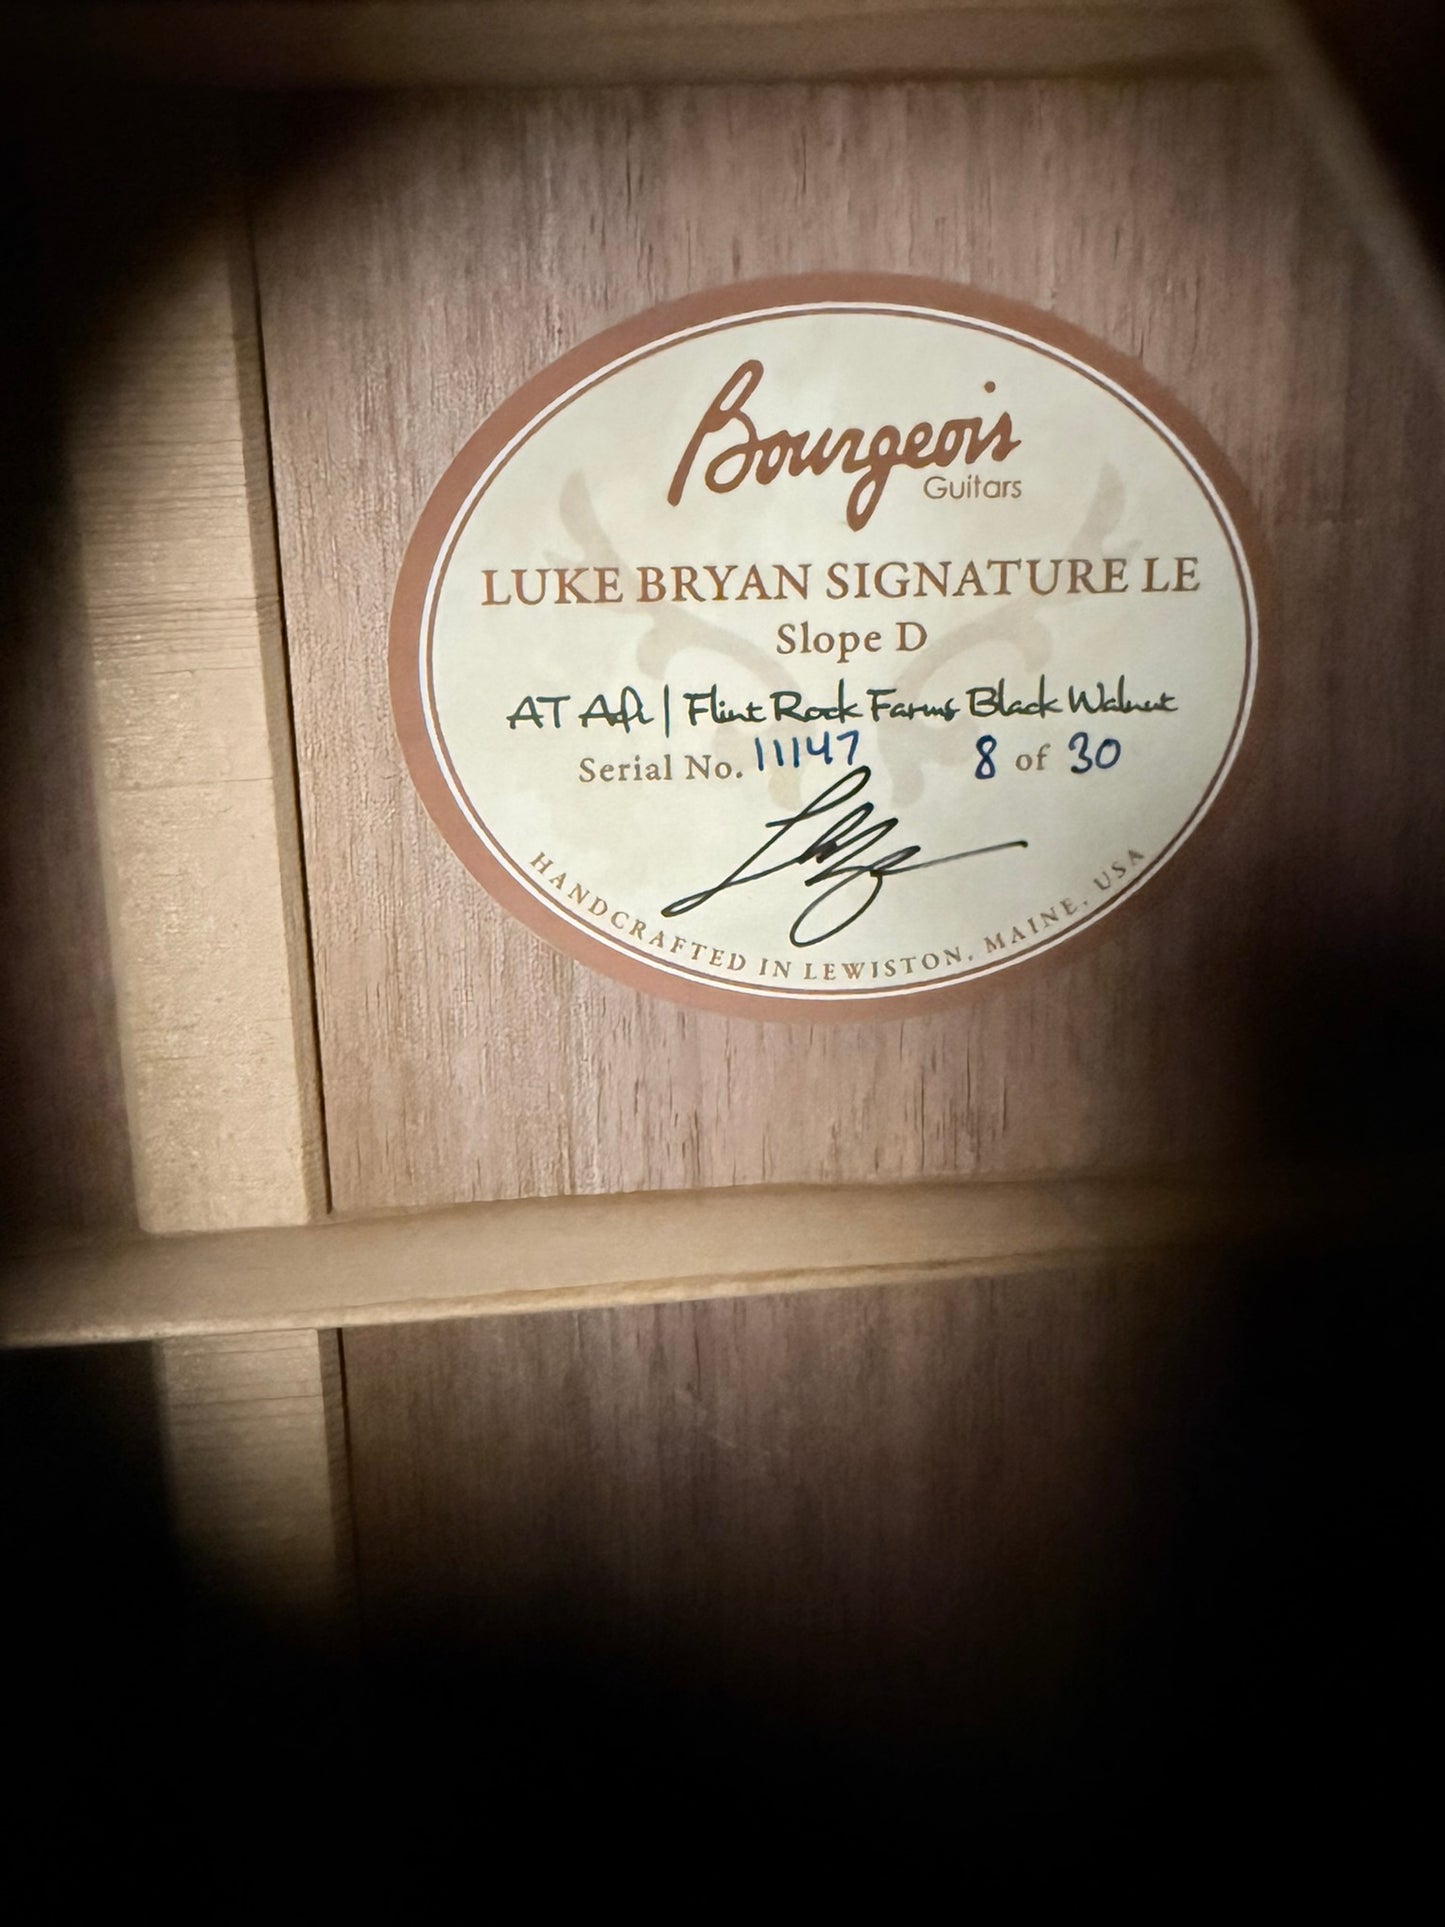 Bourgeois
Guitars
LUKE BRYAN SIGNATURE LE
Slope D
AT Adi | Flint Rock Farms Black Walnut
Serial No. 11147 8 of 30
HANDCRAFTED IN LEWISTON, MAINE, USA